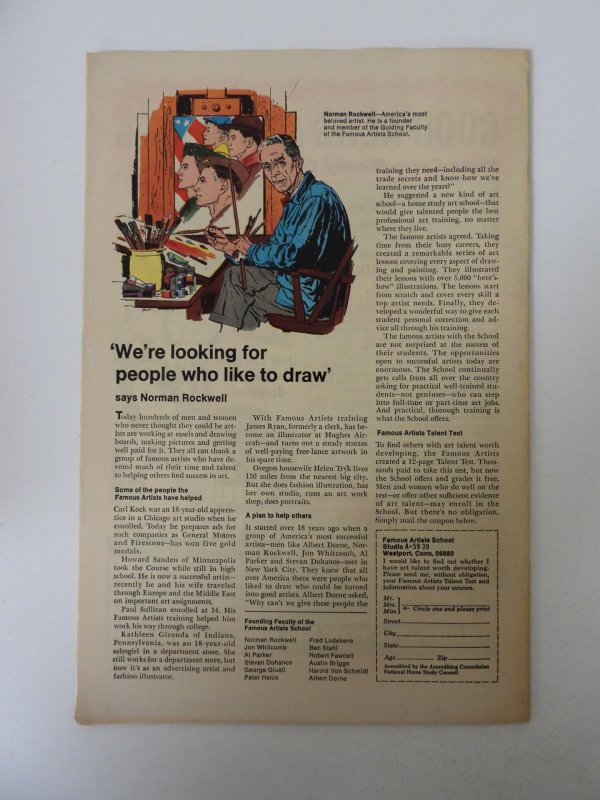 Norman Rockwell—America's most
beloved artist. He is a founder
and member of the Guiding Faculty
of the Famous Artists School.
'We're looking for
people who like to draw'
says Norman Rockwell
Today hundreds of men and women
who never thought they could be art-
ists are working at easels and drawing
boards, making pictures and getting
well paid for it. They all can thank a
group of famous artists who have de-
voted much of their time and talent
to helping others find success in art.
Some of the people the
Famous Artists have helped
Carl Kock was an 18-year-old appren-
tice in a Chicago art studio when he
enrolled. Today he prepares ads for
such companies as General Motors
and Firestone—has won five gold
medals.
Howard Sanden of Minneapolis
took the Course while still in high
school. He is now a successful artist—
recently he and his wife traveled
through Europe and the Middle East
on important art assignments.
Paul Sullivan enrolled at 14. His
Famous Artists training helped him
work his way through college.
Kathleen Gironda of Indiana,
Pennsylvania, was an 18-year-old
salesgirl in a department store. She
still works for a department store, but
now it's as an advertising artist and
fashion illustrator.
With Famous Artists training
James Ryan, formerly a clerk, has be-
come an illustrator at Hughes Air-
craft—and turns out a steady stream
of well-paying free-lance artwork in
his spare time.
Oregon housewife Helen Tryk lives
150 miles from the nearest big city.
But she does fashion illustration, has
her own studio, runs an art work
shop, does portraits.
A plan to help others
It started over 18 years ago when a
group of America's most successful
artists—men like Albert Dorne, Nor-
man Rockwell, Jon Whitcomb, Al
Parker and Stevan Dohanos—met in
New York City. They knew that all
over America there were people who
liked to draw who could be turned
into good artists. Albert Dorne asked,
"Why can't we give these people the
Founding Faculty of the
Famous Artists School
Norman Rockwell
Jon Whitcomb
Al Parker
Stevan Dohanos
George Giusti
Peter Helck
Fred Ludekens
Ben Stahl
Robert Fawcett
Austin Briggs
Harold Von Schmidt
Albert Dorne
training they need—including all the
trade secrets and know-how we've
learned over the years?"
He suggested a new kind of art
school—a home study art school—that
would give talented people the best
professional art training, no matter
where they live.
The famous artists agreed. Taking
time from their busy careers, they
created a remarkable series of art
lessons covering every aspect of draw-
ing and painting. They illustrated
their lessons with over 5,000 "here's-
how" illustrations. The lessons start
from scratch and cover every skill a
top artist needs. Finally, they de-
veloped a wonderful way to give each
student personal correction and ad-
vice all through his training.
The famous artists with the School
are not surprised at the success of
their students. The opportunities
open to successful artists today are
enormous. The School continually
gets calls from all over the country
asking for practical well-trained stu-
dents—not geniuses—who can step
into full-time or part-time art jobs.
And practical, thorough training is
what the School offers.
Famous Artists Talent Test
To find others with art talent worth
developing, the Famous Artists
created a 12-page Talent Test. Thou-
sands paid to take this test, but now
the School offers and grades it free.
Men and women who do well on the
test—or offer other sufficient evidence
of art talent—may enroll in the
School. But there's no obligation.
Simply mail the coupon below.
Famous Artists School
Studio A-5939
Westport, Conn. 06880
I would like to find out whether I
have art talent worth developing.
Please send me, without obligation,
your Famous Artists Talent Test and
information about your courses.
Mr.
Mrs. Circle one and please print
Miss
Street
City
State
Age Zip
Accredited by the Accrediting Commission
National Home Study Council